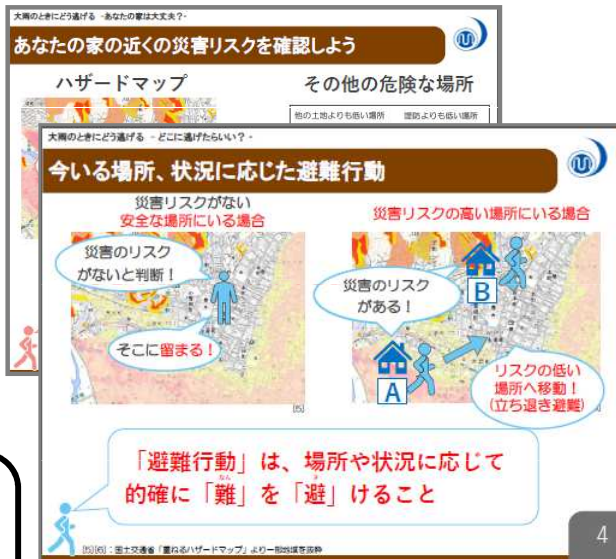 大雨のときにどう逃げる -あなたの家は大丈夫?-
あなたの家の近くの災害リスクを確認しよう
ハザードマップ
その他の危険な場所
他の土地よりも低い場所
堤防よりも低い場所
大雨のときにどう逃げる - どこに逃げたらいい? -
今いる場所、状況に応じた避難行動
災害リスクがない
安全な場所にいる場合
災害のリスク
がないと判断!
そこに留まる!
[5]
災害リスクの高い場所にいる場合
災害のリスク
がある!
B
A
リスクの低い
場所へ移動!
(立ち退き避難)
「避難行動」は、場所や状況に応じて
的確に「難」を「避」けること
なん
さ
[5][6]:国土交通省「重ねるハザードマップ」より一部地域を抜粋
4